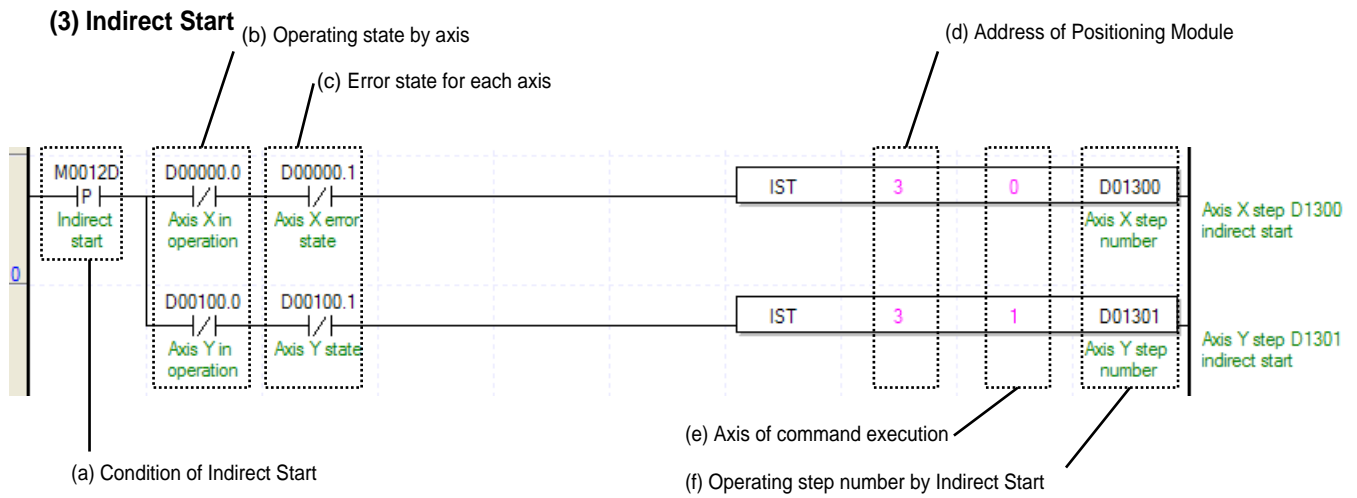 (3) Indirect Start
(b) Operating state by axis
(d) Address of Positioning Module
(c) Error state for each axis
M0012D
P
Indirect
start
D00000.0
Axis X in
operation
D00000.1
Axis X error
state
IST 3 0 D01300
Axis X step
number
Axis X step D1300
indirect start
0
D00100.0
Axis Y in
operation
D00100.1
Axis Y state
IST 3 1 D01301
Axis Y step
number
Axis Y step D1301
indirect start
(e) Axis of command execution
(a) Condition of Indirect Start
(f) Operating step number by Indirect Start